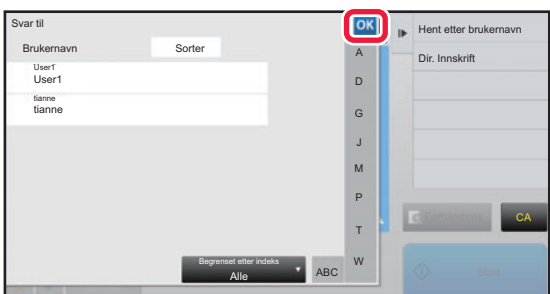 Svar til
OK
Brukernavn
Sorter
User1
User1
tianne
tianne
A
D
G
J
M
P
T
W
Begrenset etter indeks
Alle
ABC
Hent etter brukernavn
Dir. Innskrift
CA
Start